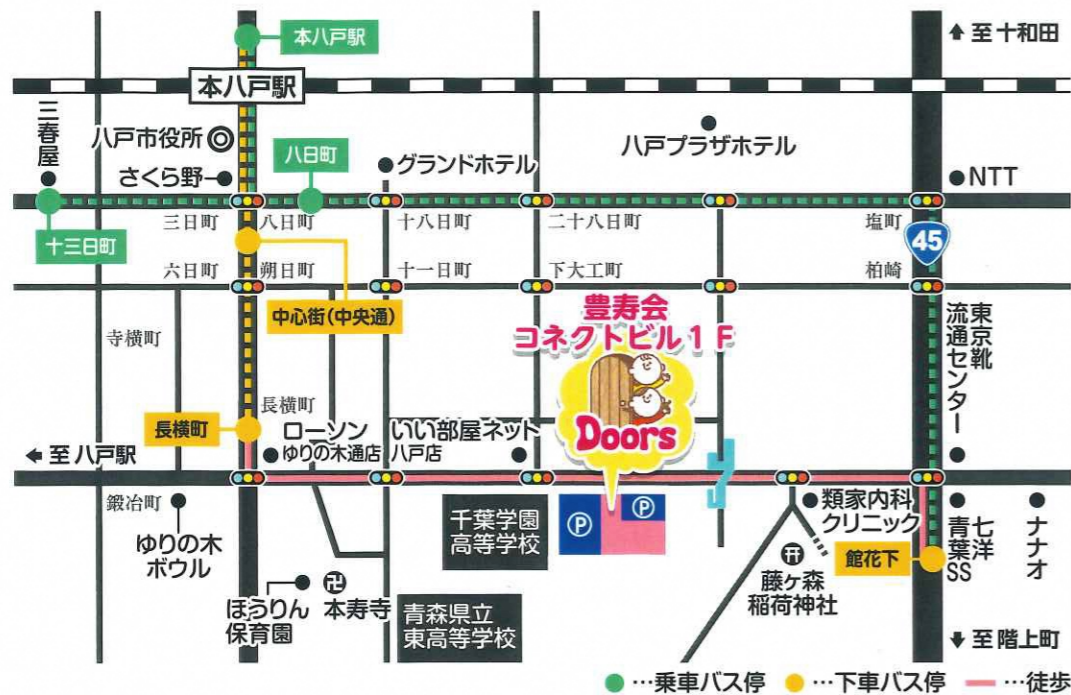 本八戸駅
↑ 至十和田
本八戸駅
三春屋
八戸市役所
さくら野
八日町
グランドホテル
八戸プラザホテル
NTT
十三日町
三日町
八日町
十八日町
二十八日町
塩町
45
六日町
朔日町
十一日町
下大工町
柏崎
中心街(中央通)
豊寿会
コネクトビル1F
Doors
寺横町
長横町
長横町
ローソン
ゆりの木通店
いい部屋ネット
八戸店
東京靴
流通センター
← 至八戸駅
鍛冶町
ゆりの木
ボウル
千葉学園
高等学校
P
P
類家内科
クリニック
館花下
七洋
青葉SS
ナナオ
藤ヶ森
稲荷神社
ほうりん
保育園
卍
本寿寺
青森県立
東高等学校
↓ 至階上町
…乗車バス停
…下車バス停
…徒歩